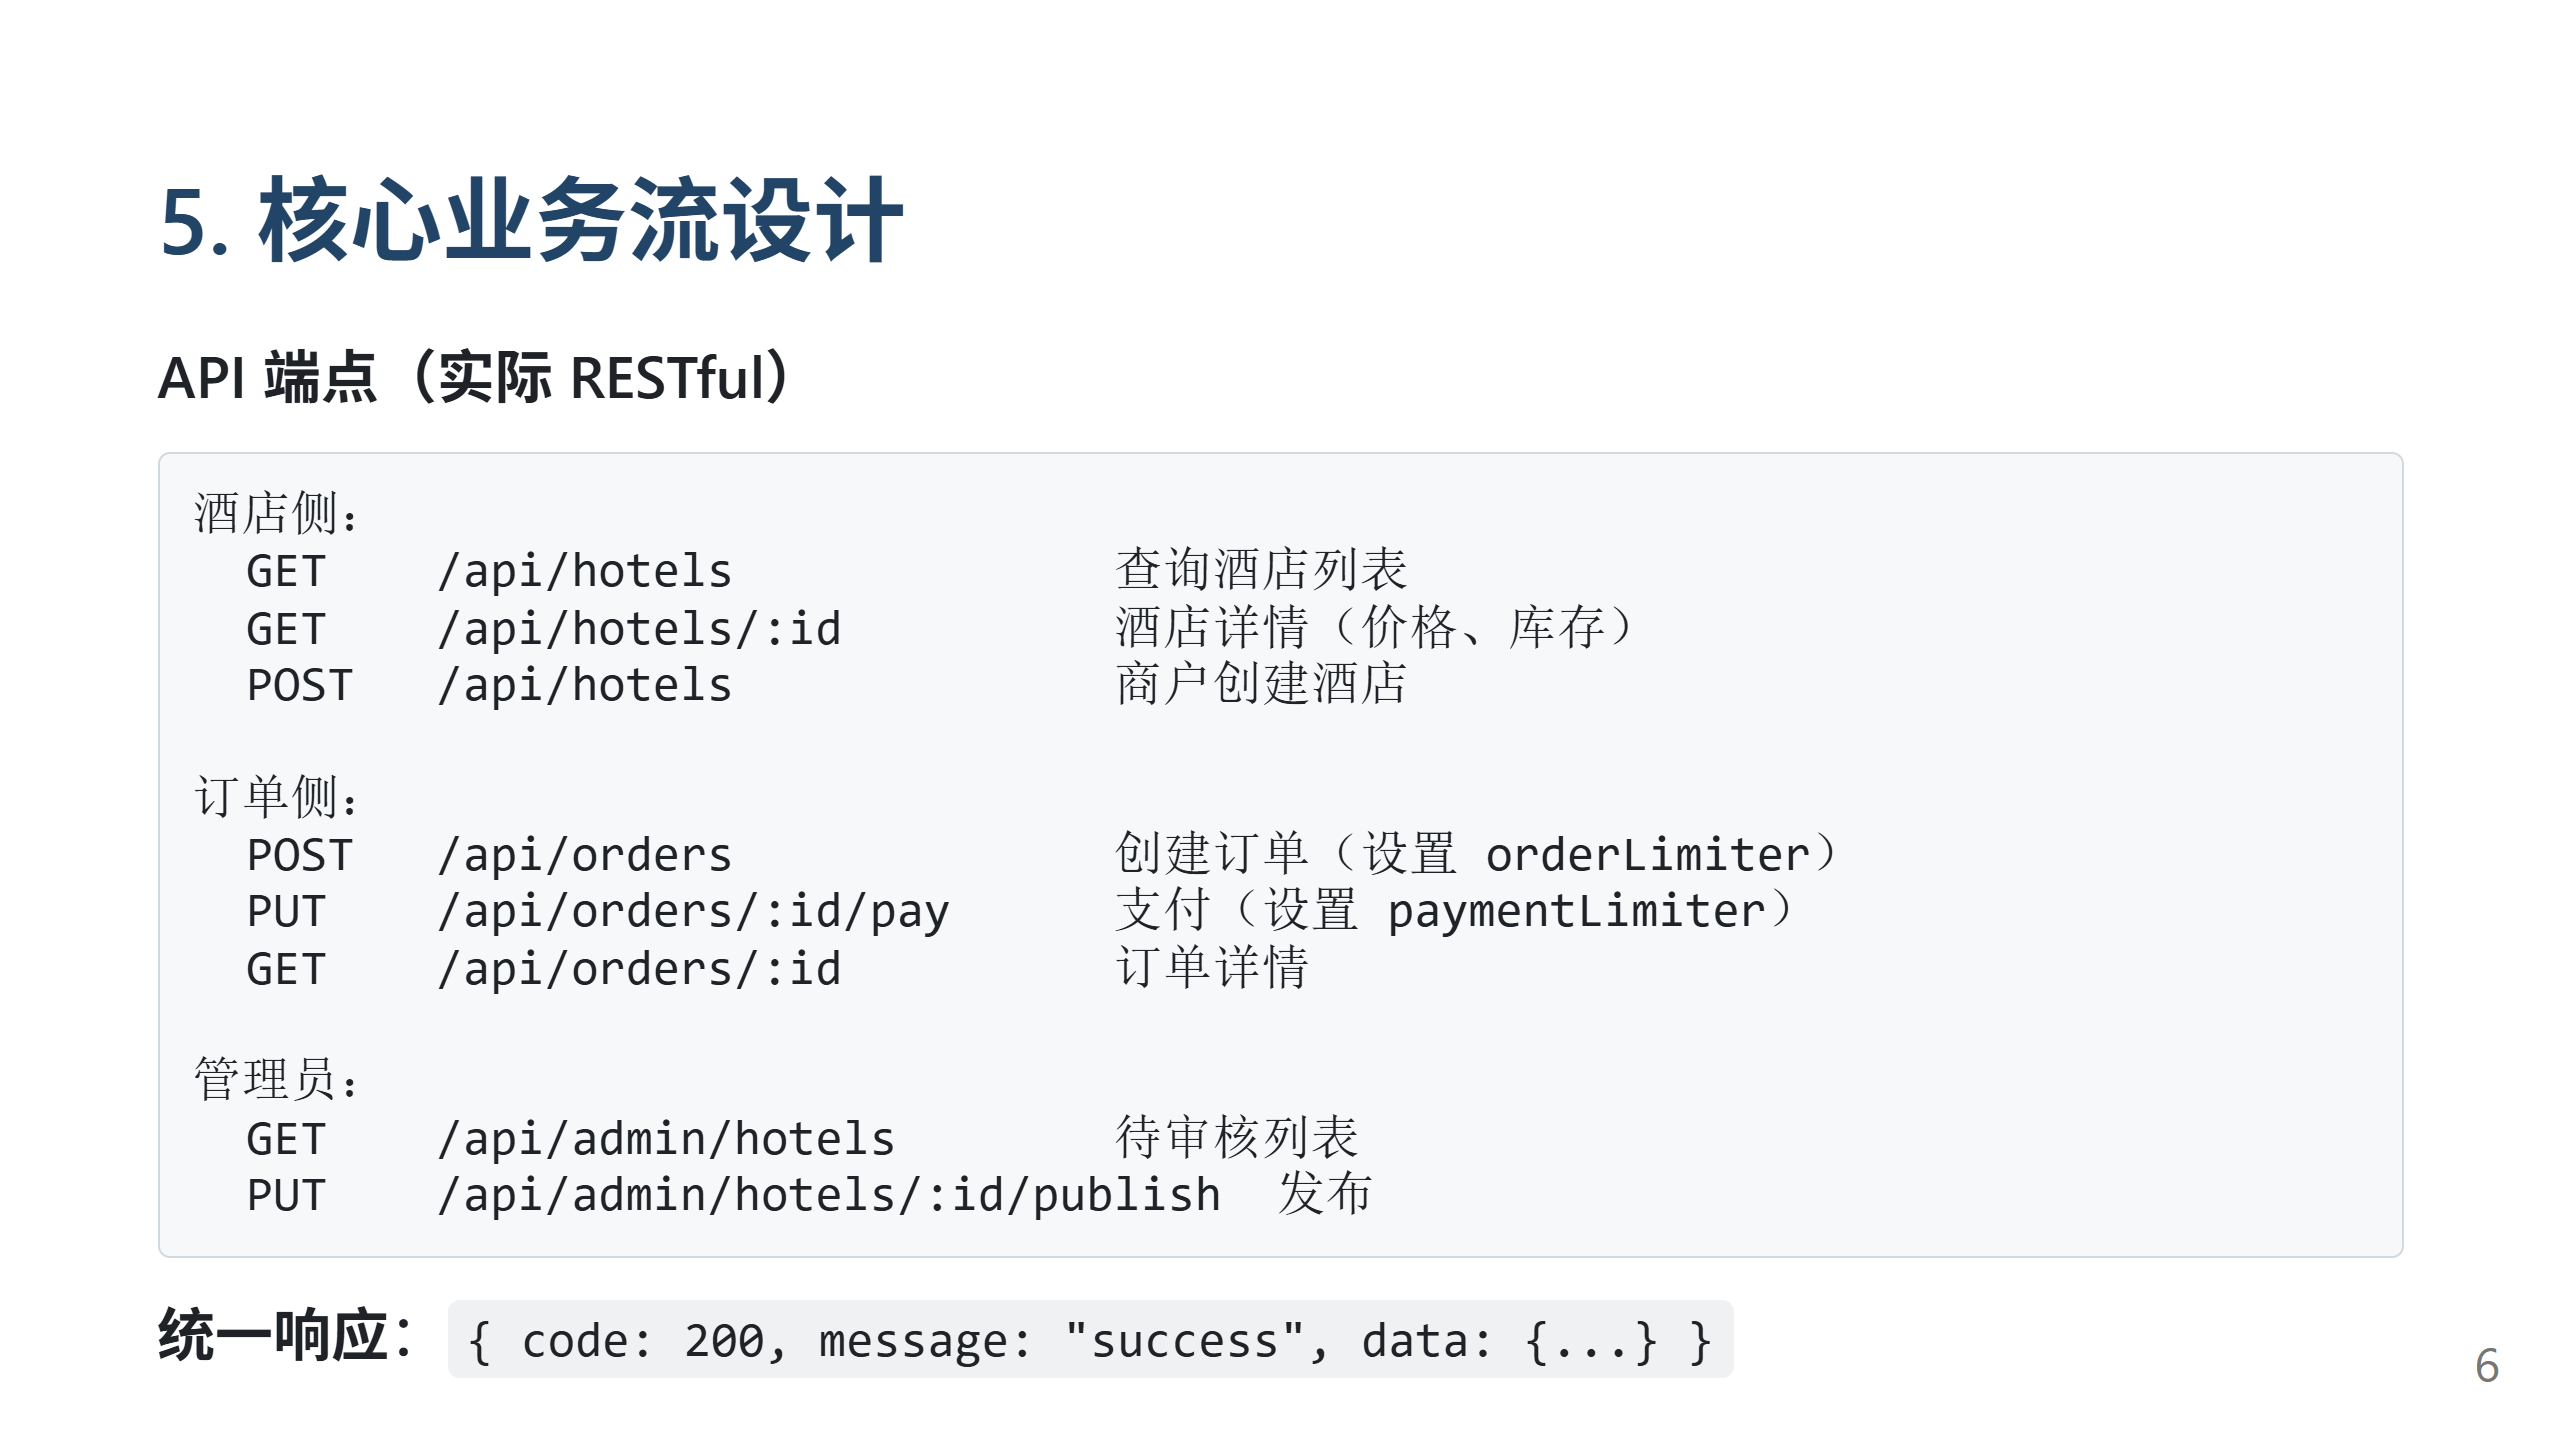 5. 核心业务流设计
API 端点（实际 RESTful）
酒店侧：
GET /api/hotels 查询酒店列表
GET /api/hotels/:id 酒店详情（价格、库存）
POST /api/hotels 商户创建酒店
订单侧：
POST /api/orders 创建订单（设置 orderLimiter）
PUT /api/orders/:id/pay 支付（设置 paymentLimiter）
GET /api/orders/:id 订单详情
管理员：
GET /api/admin/hotels 待审核列表
PUT /api/admin/hotels/:id/publish 发布
统一响应： { code: 200, message: "success", data: {...} }
6